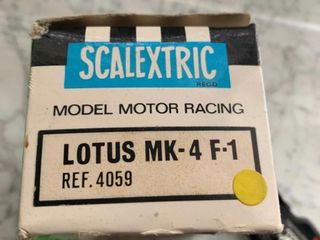 SCALEXTRIC
REGD
MODEL MOTOR RACING
LOTUS MK-4 F-1
REF. 4059